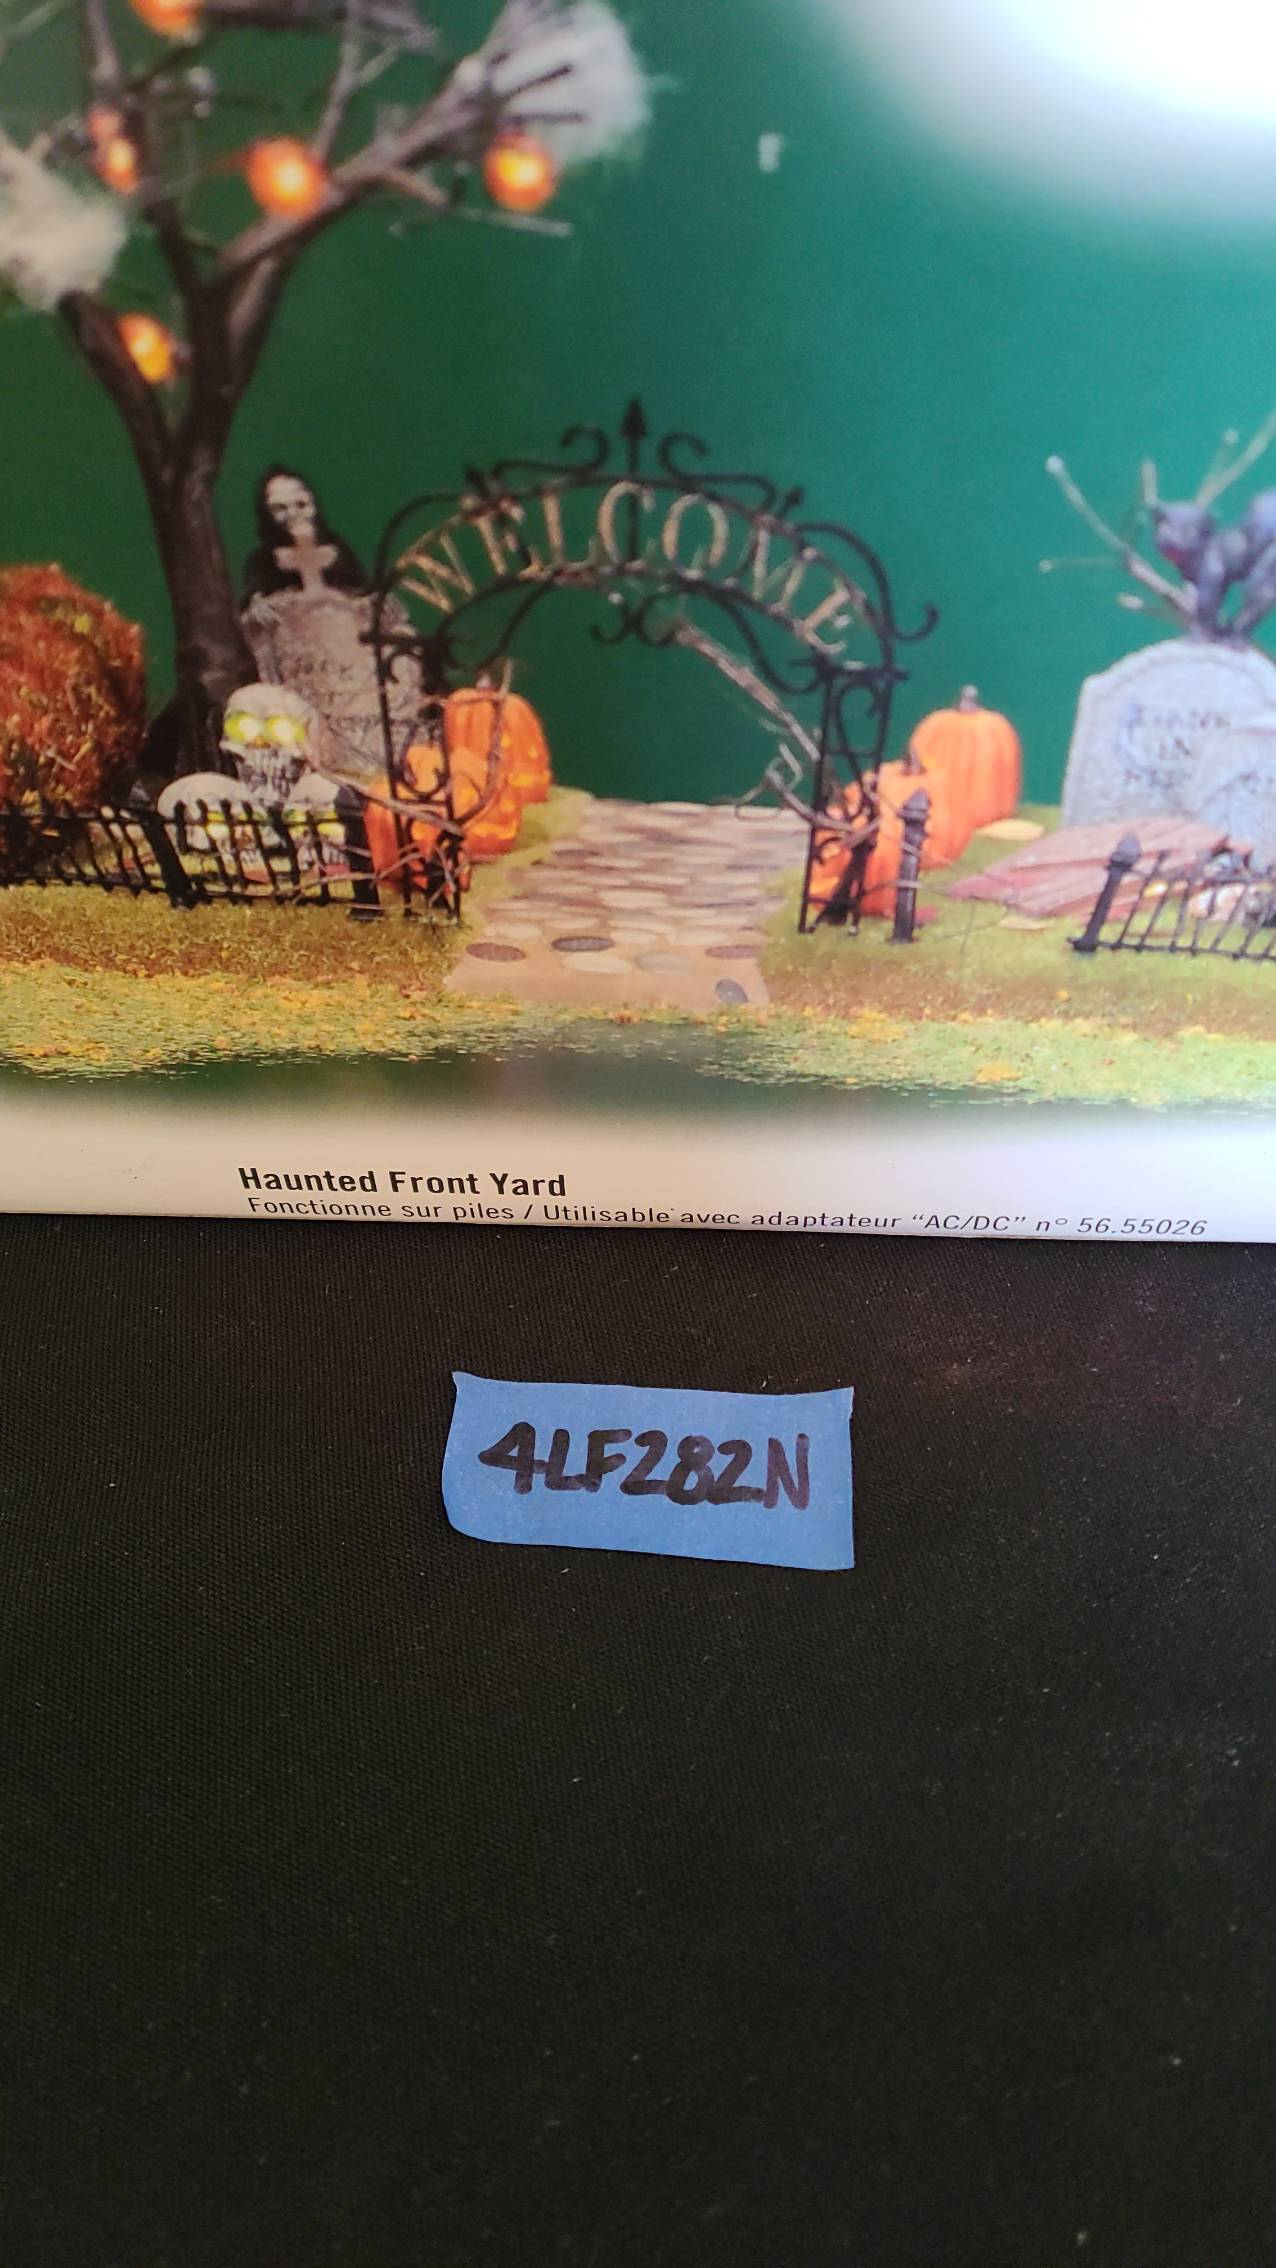 WELCOME
Haunted Front Yard
Fonctionne sur piles / Utilisable avec adaptateur “AC/DC” n° 56.55026
4LF282N